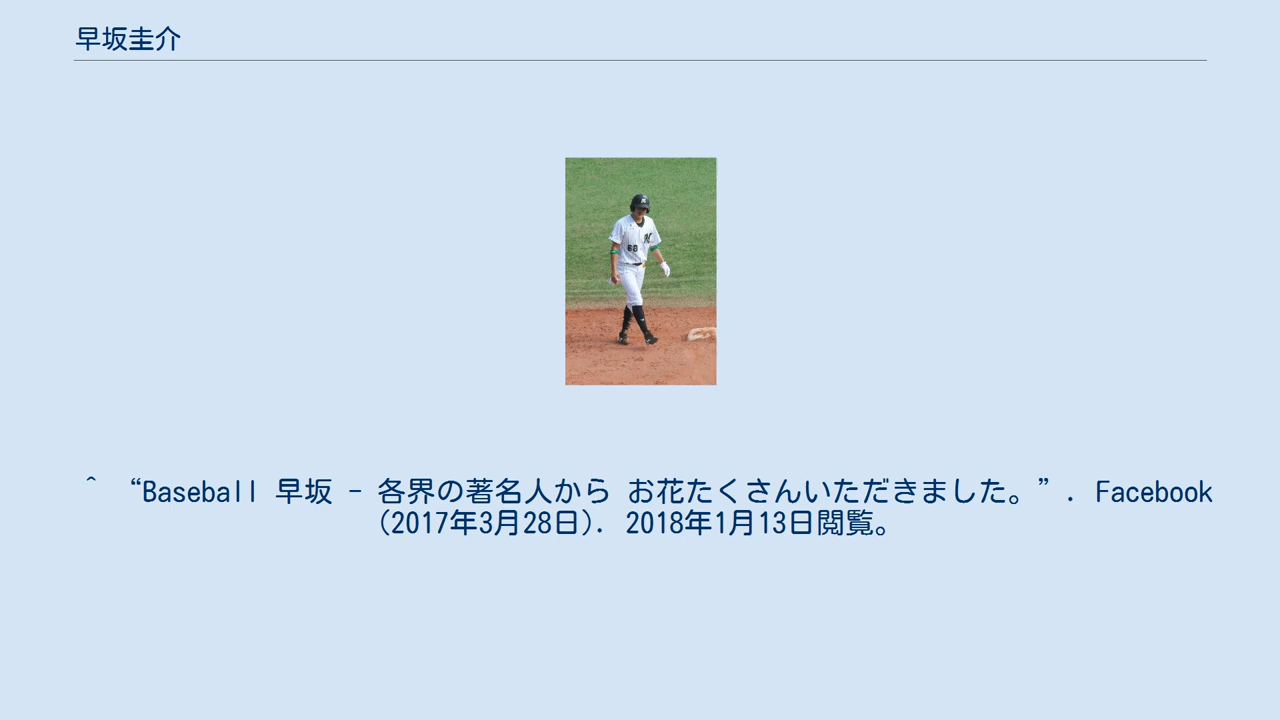 早坂圭介
68
^ “Baseball 早坂 - 各界の著名人から お花たくさんいただきました。”. Facebook
(2017年3月28日). 2018年1月13日閲覧。